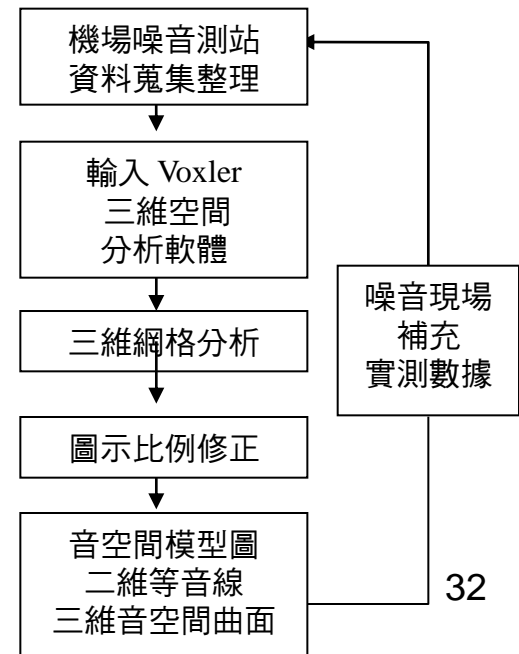 機場噪音測站
資料蒐集整理
輸入 Voxler
三維空間
分析軟體
三維網格分析
圖示比例修正
音空間模型圖
二維等音線
三維音空間曲面
噪音現場
補充
實測數據
32